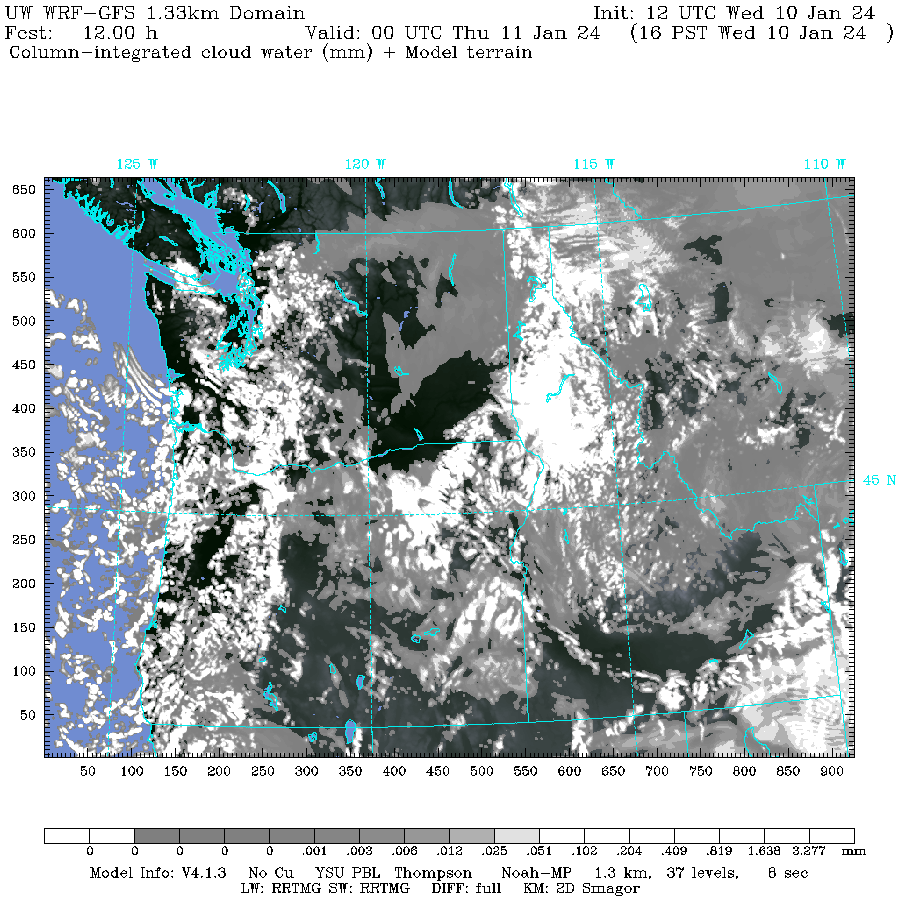 UW WRF-GFS 1.33km Domain Init: 12 UTC Wed 10 Jan 24
Fcst: 12.00 h Valid: 00 UTC Thu 11 Jan 24 (16 PST Wed 10 Jan 24 )
Column-integrated cloud water (mm) + Model terrain
125 W 120 W 115 W 110 W
650
600
550
500
450
400
350
45 N
300
250
200
150
100
50
50 100 150 200 250 300 350 400 450 500 550 600 650 700 750 800 850 900
0 0 0 0 0 .001 .003 .006 .012 .025 .051 .102 .204 .409 .819 1.638 3.277 mm
Model Info: V4.1.3 No Cu YSU PBL Thompson Noah-MP 1.3 km, 37 levels, 8 sec
LW: RRTMG SW: RRTMG DIFF: full KM: 2D Smagor